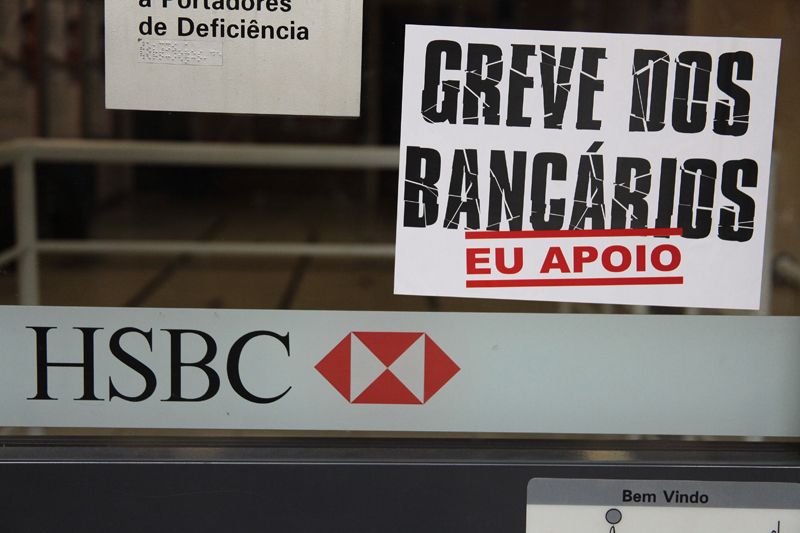 a Portadores
de Deficiência
GREVE DOS
BANCÁRIOS
EU APOIO
HSBC
Bem Vindo